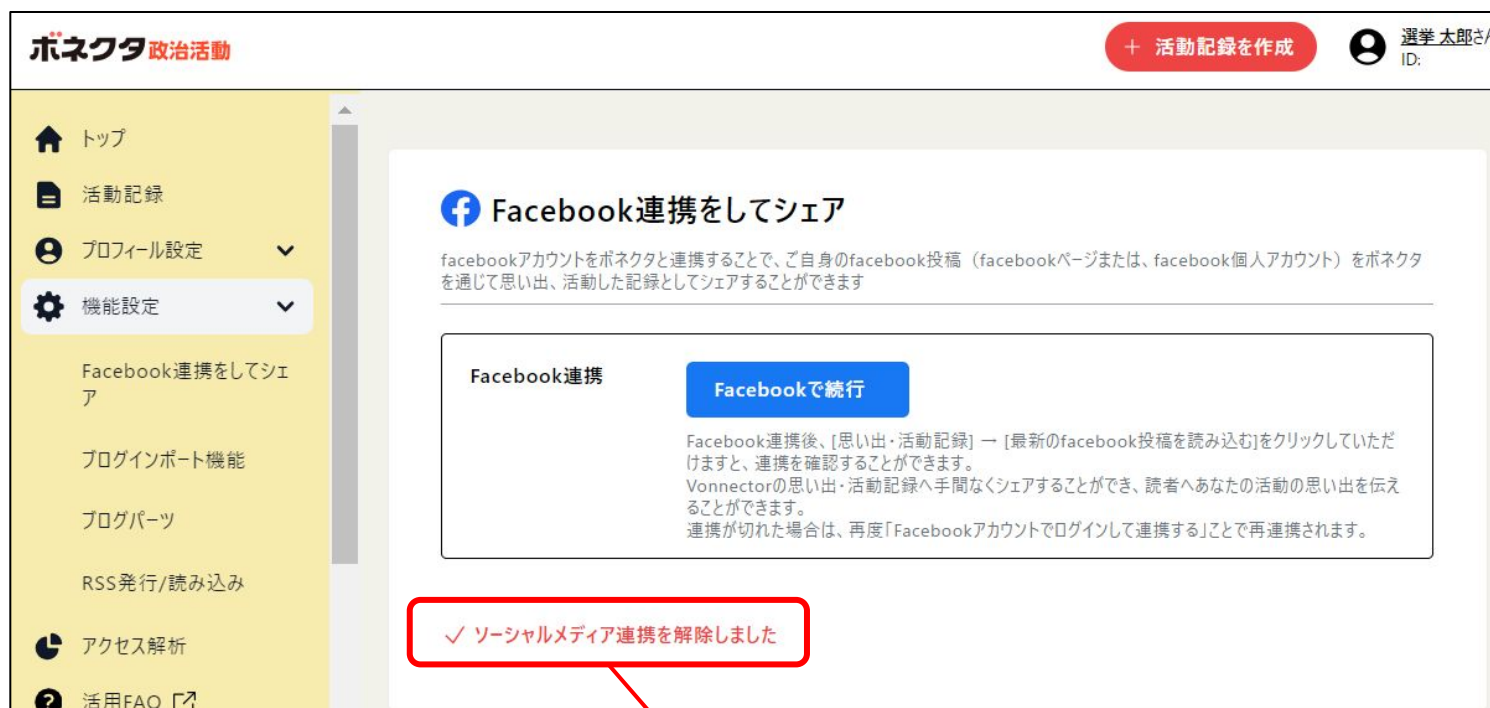 ボネクタ政治活動
+ 活動記録を作成
選挙 太郎さん
ID:
トップ
活動記録
プロフィール設定
機能設定
Facebook連携をしてシェ
ア
ブログインポート機能
ブログパーツ
RSS発行/読み込み
アクセス解析
活用FAQ
Facebook連携をしてシェア
facebookアカウントをボネクタと連携することで、ご自身のfacebook投稿（facebookページまたは、facebook個人アカウント）をボネクタ
を通じて思い出、活動した記録としてシェアすることができます
Facebook連携
Facebookで続行
Facebook連携後、[思い出・活動記録] → [最新のfacebook投稿を読み込む]をクリックしていただ
けますと、連携を確認することができます。
Vonnectorの思い出・活動記録へ手間なくシェアすることができ、読者へあなたの活動の思い出を伝え
ることができます。
連携が切れた場合は、再度「Facebookアカウントでログインして連携する」ことで再連携されます。
✓ ソーシャルメディア連携を解除しました